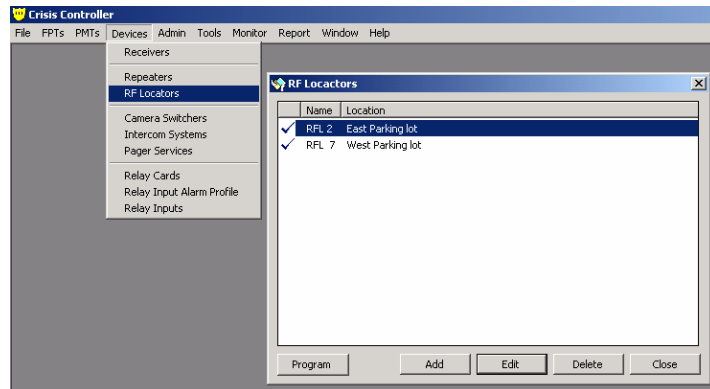 Crisis Controller
File FPTs PMTs Devices Admin Tools Monitor Report Window Help
Receivers
Repeaters
RF Locators
Camera Switchers
Intercom Systems
Pager Services
Relay Cards
Relay Input Alarm Profile
Relay Inputs
RF Locactors
Name Location
RFL 2 East Parking lot
RFL 7 West Parking lot
Program Add Edit Delete Close